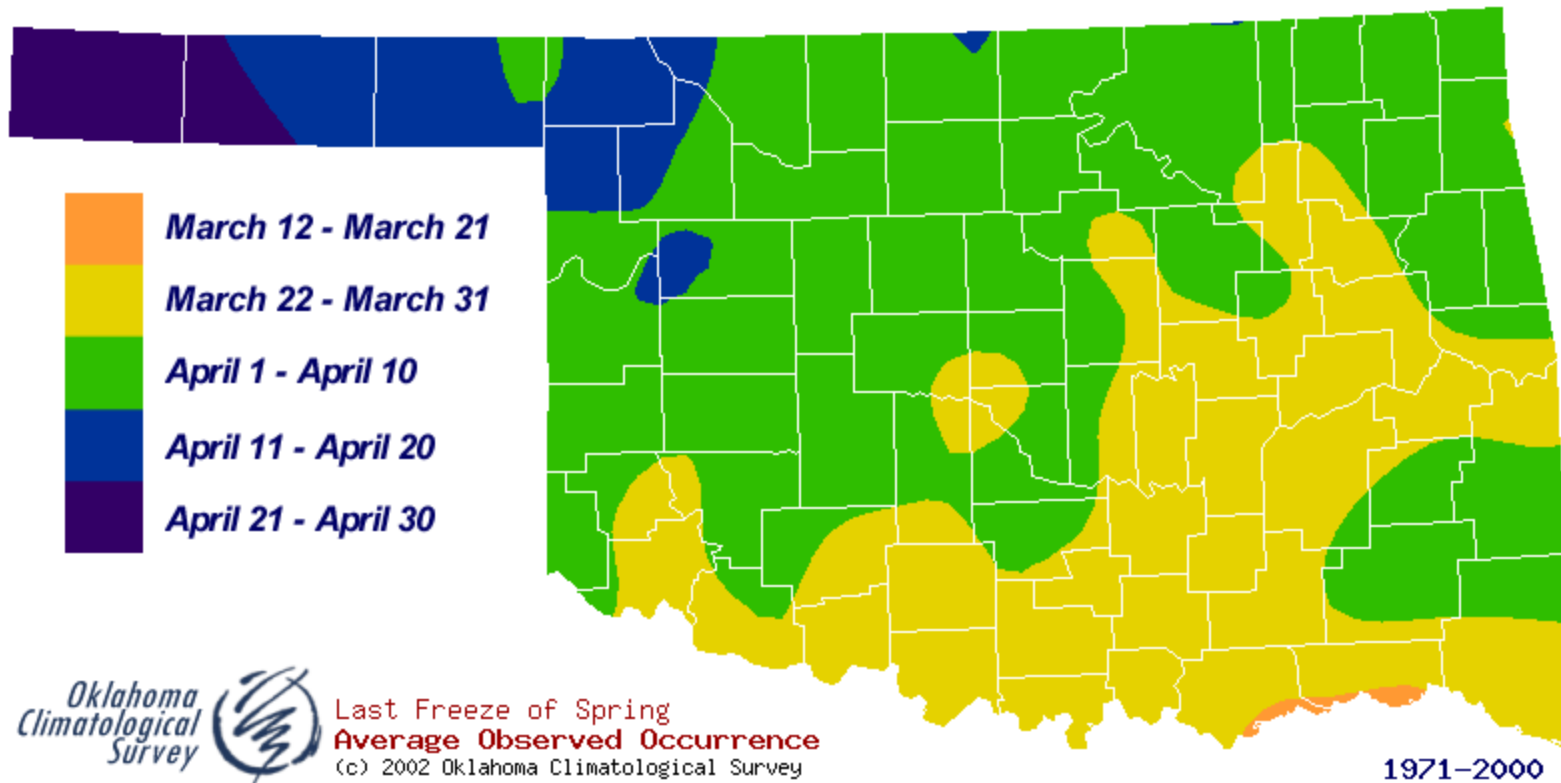 March 12 - March 21
March 22 - March 31
April 1 - April 10
April 11 - April 20
April 21 - April 30
Oklahoma
Climatological
Survey
Last Freeze of Spring
Average Observed Occurrence
(c) 2002 Oklahoma Climatological Survey
1971-2000